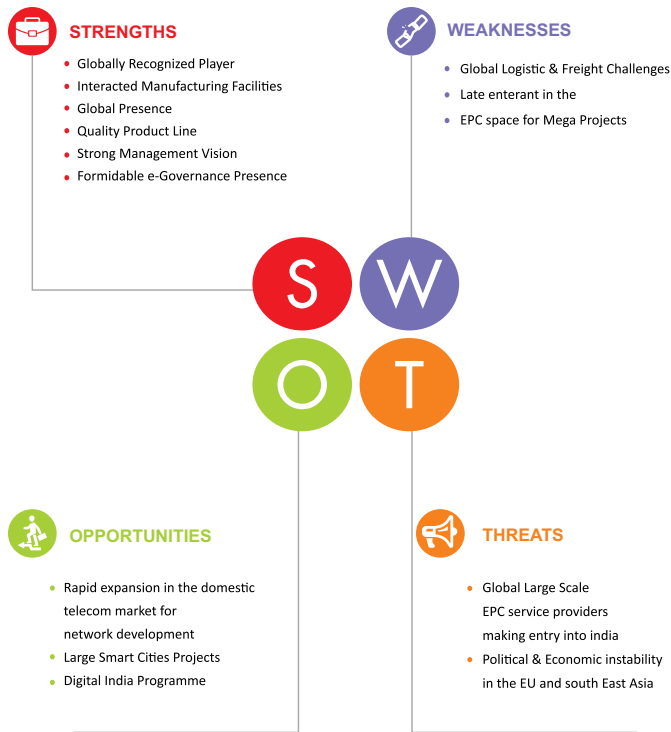 STRENGTHS
Globally Recognized Player
Interacted Manufacturing Facilities
Global Presence
Quality Product Line
Strong Management Vision
Formidable e-Governance Presence
WEAKNESSES
Global Logistic & Freight Challenges
Late enterant in the
EPC space for Mega Projects
S W
O T
OPPORTUNITIES
Rapid expansion in the domestic
telecom market for
network development
Large Smart Cities Projects
Digital India Programme
THREATS
Global Large Scale
EPC service providers
making entry into india
Political & Economic instability
in the EU and south East Asia